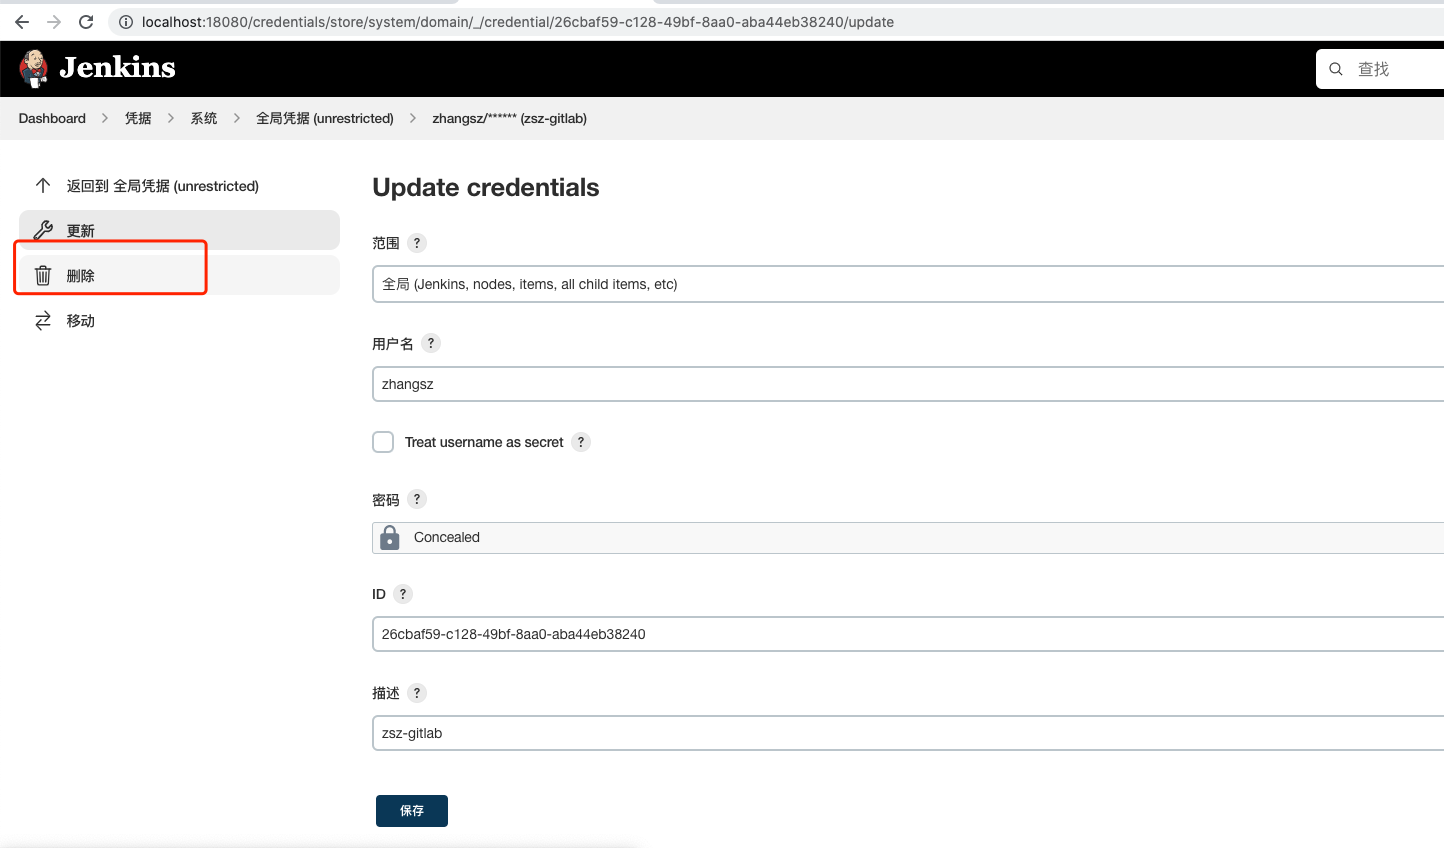 localhost:18080/credentials/store/system/domain/_/credential/26cbaf59-c128-49bf-8aa0-aba44eb38240/update
Jenkins
查找
Dashboard > 凭据 > 系统 > 全局凭据 (unrestricted) > zhangsz/****** (zsz-gitlab)
返回到 全局凭据 (unrestricted)
更新
删除
移动
Update credentials
范围 ?
全局 (Jenkins, nodes, items, all child items, etc)
用户名 ?
zhangsz
Treat username as secret ?
密码 ?
Concealed
ID ?
26cbaf59-c128-49bf-8aa0-aba44eb38240
描述 ?
zsz-gitlab
保存